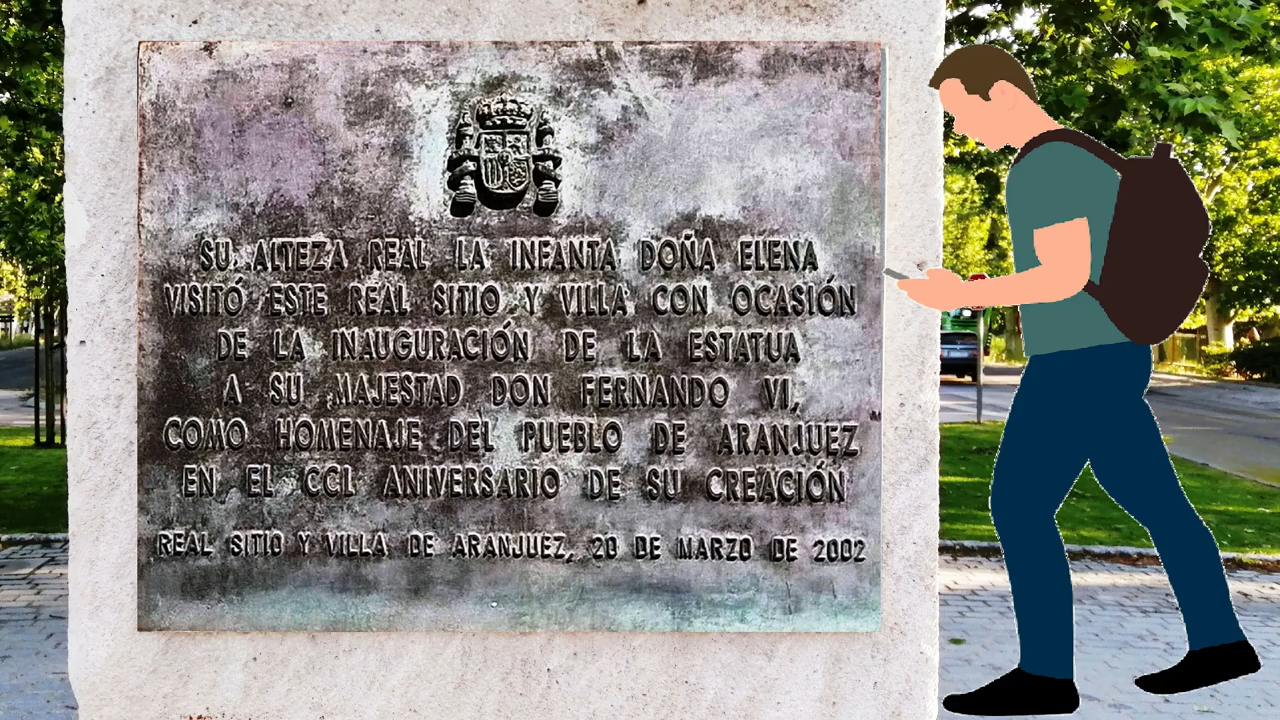 SU ALTEZA REAL LA INFANTA DOÑA ELENA
VISITÓ ESTE REAL SITIO Y VILLA CON OCASIÓN
DE LA INAUGURACIÓN DE LA ESTATUA
A SU MAJESTAD DON FERNANDO VI,
COMO HOMENAJE DEL PUEBLO DE ARANJUEZ
EN EL CCL ANIVERSARIO DE SU CREACIÓN
REAL SITIO Y VILLA DE ARANJUEZ, 20 DE MARZO DE 2002